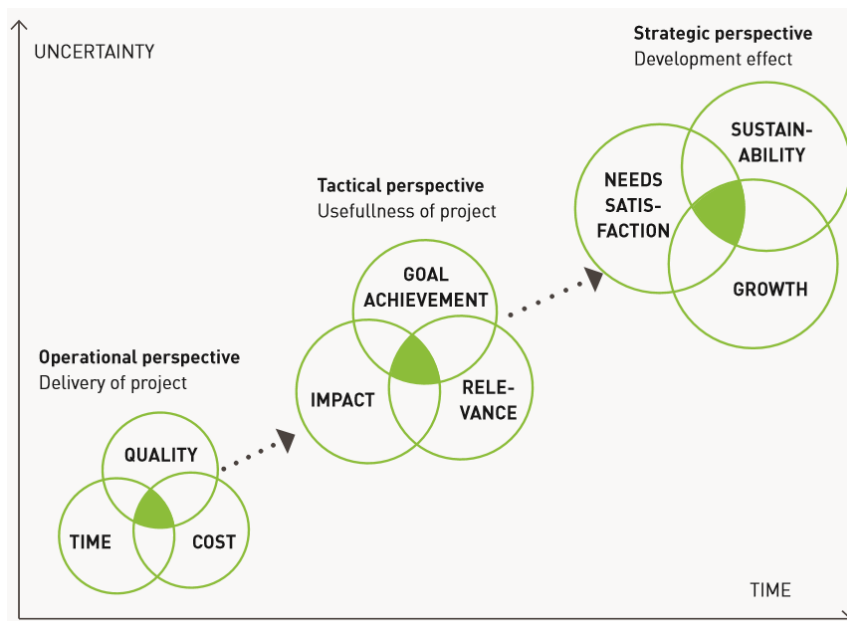 UNCERTAINTY
Strategic perspective
Development effect
SUSTAIN-
ABILITY
NEEDS
SATIS-
FACTION
GROWTH
Tactical perspective
Usefullness of project
GOAL
ACHIEVEMENT
IMPACT
RELE-
VANCE
Operational perspective
Delivery of project
QUALITY
TIME
COST
TIME